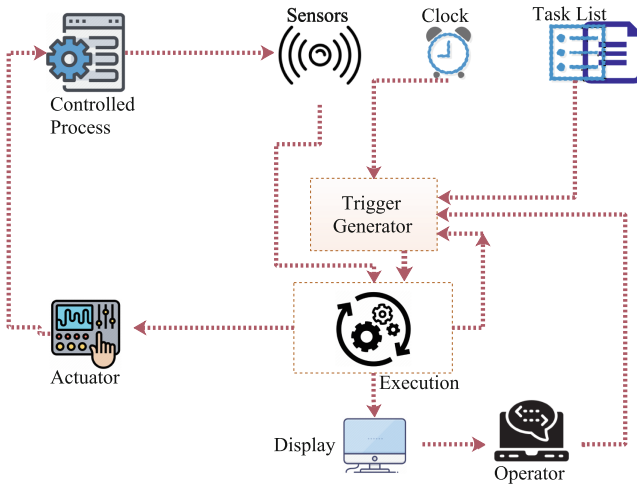 Sensors
Clock
Task List
Controlled
Process
Trigger
Generator
Actuator
Execution
Display
Operator